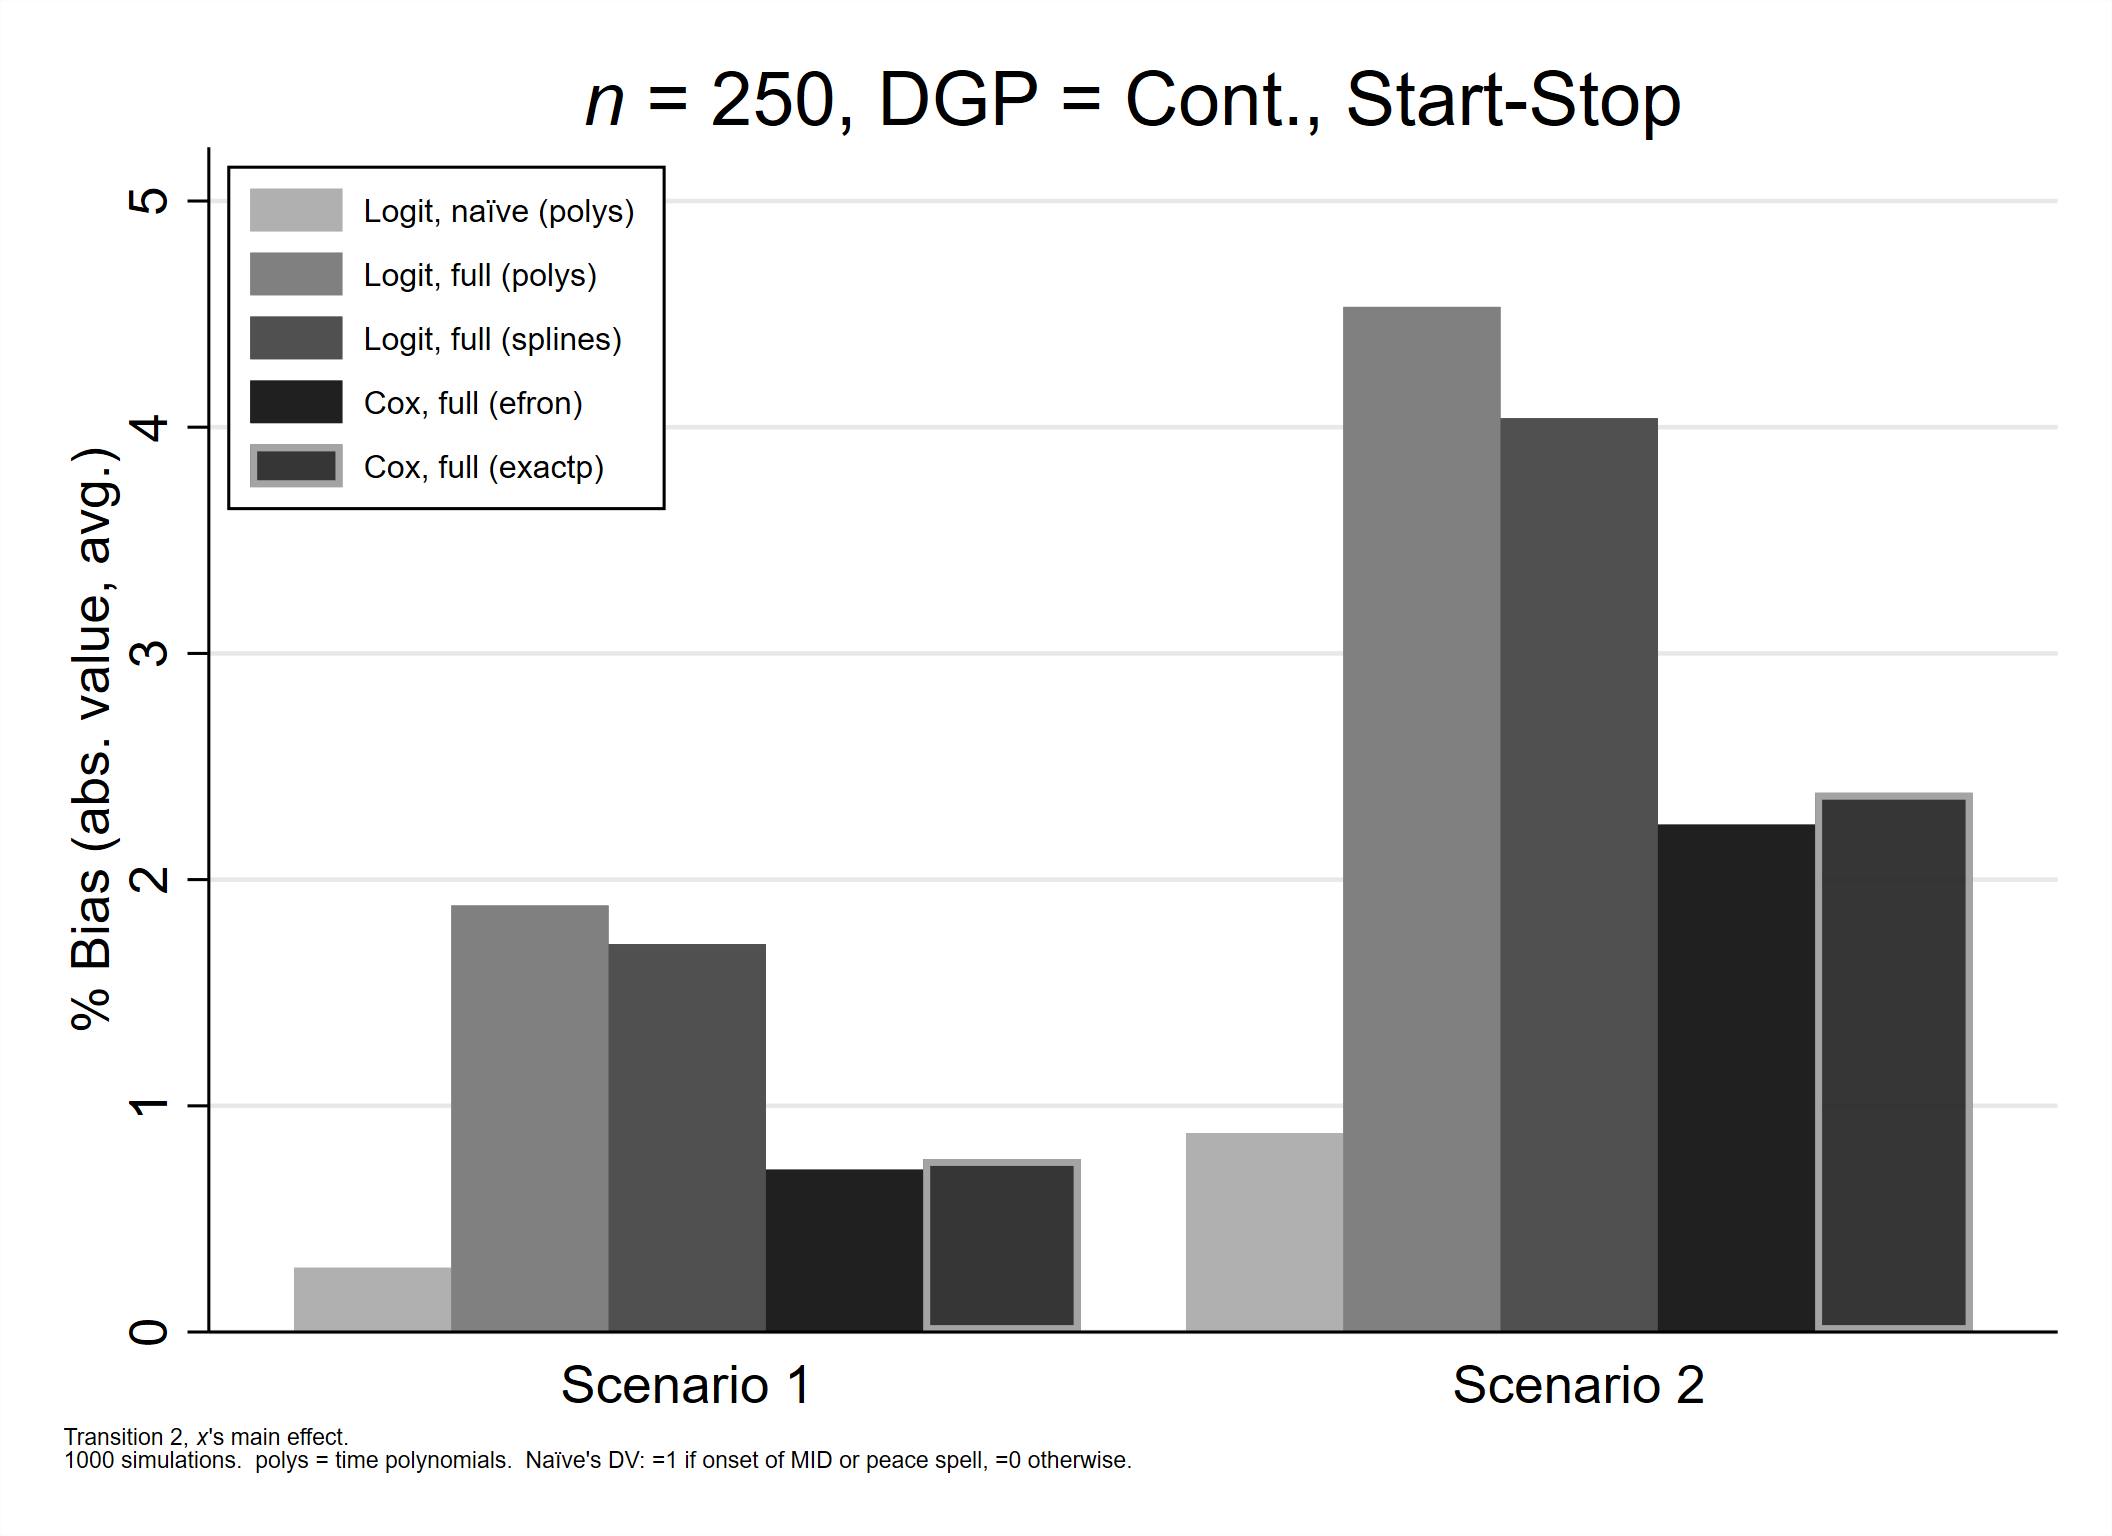 n = 250, DGP = Cont., Start-Stop
Logit, naïve (polys)
Logit, full (polys)
Logit, full (splines)
Cox, full (efron)
Cox, full (exactp)
% Bias (abs. value, avg.)
5
4
3
2
1
0
Scenario 1
Scenario 2
Transition 2, x's main effect.
1000 simulations.  polys = time polynomials.  Naïve's DV: =1 if onset of MID or peace spell, =0 otherwise.